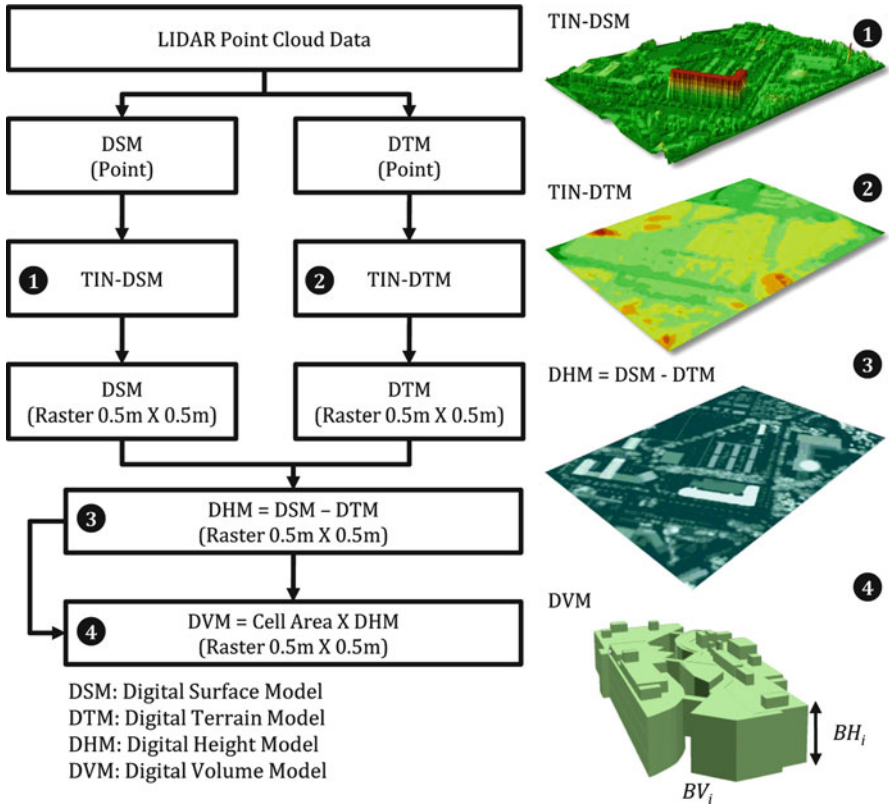 LIDAR Point Cloud Data
DSM
(Point)
DTM
(Point)
1
TIN-DSM
2
TIN-DTM
DSM
(Raster 0.5m X 0.5m)
DTM
(Raster 0.5m X 0.5m)
3
DHM = DSM – DTM
(Raster 0.5m X 0.5m)
4
DVM = Cell Area X DHM
(Raster 0.5m X 0.5m)
DSM: Digital Surface Model
DTM: Digital Terrain Model
DHM: Digital Height Model
DVM: Digital Volume Model
TIN-DSM
1
TIN-DTM
2
DHM = DSM - DTM
3
DVM
4
BHi
BVi